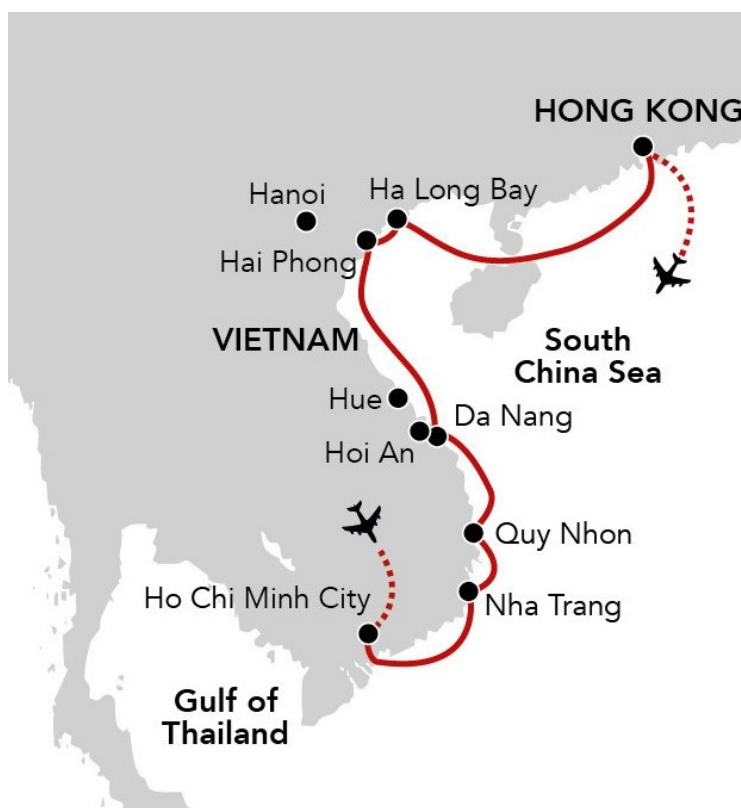 HONG KONG
Hanoi
Ha Long Bay
Hai Phong
VIETNAM
South
China Sea
Hue
Da Nang
Hoi An
Quy Nhon
Ho Chi Minh City
Nha Trang
Gulf of
Thailand